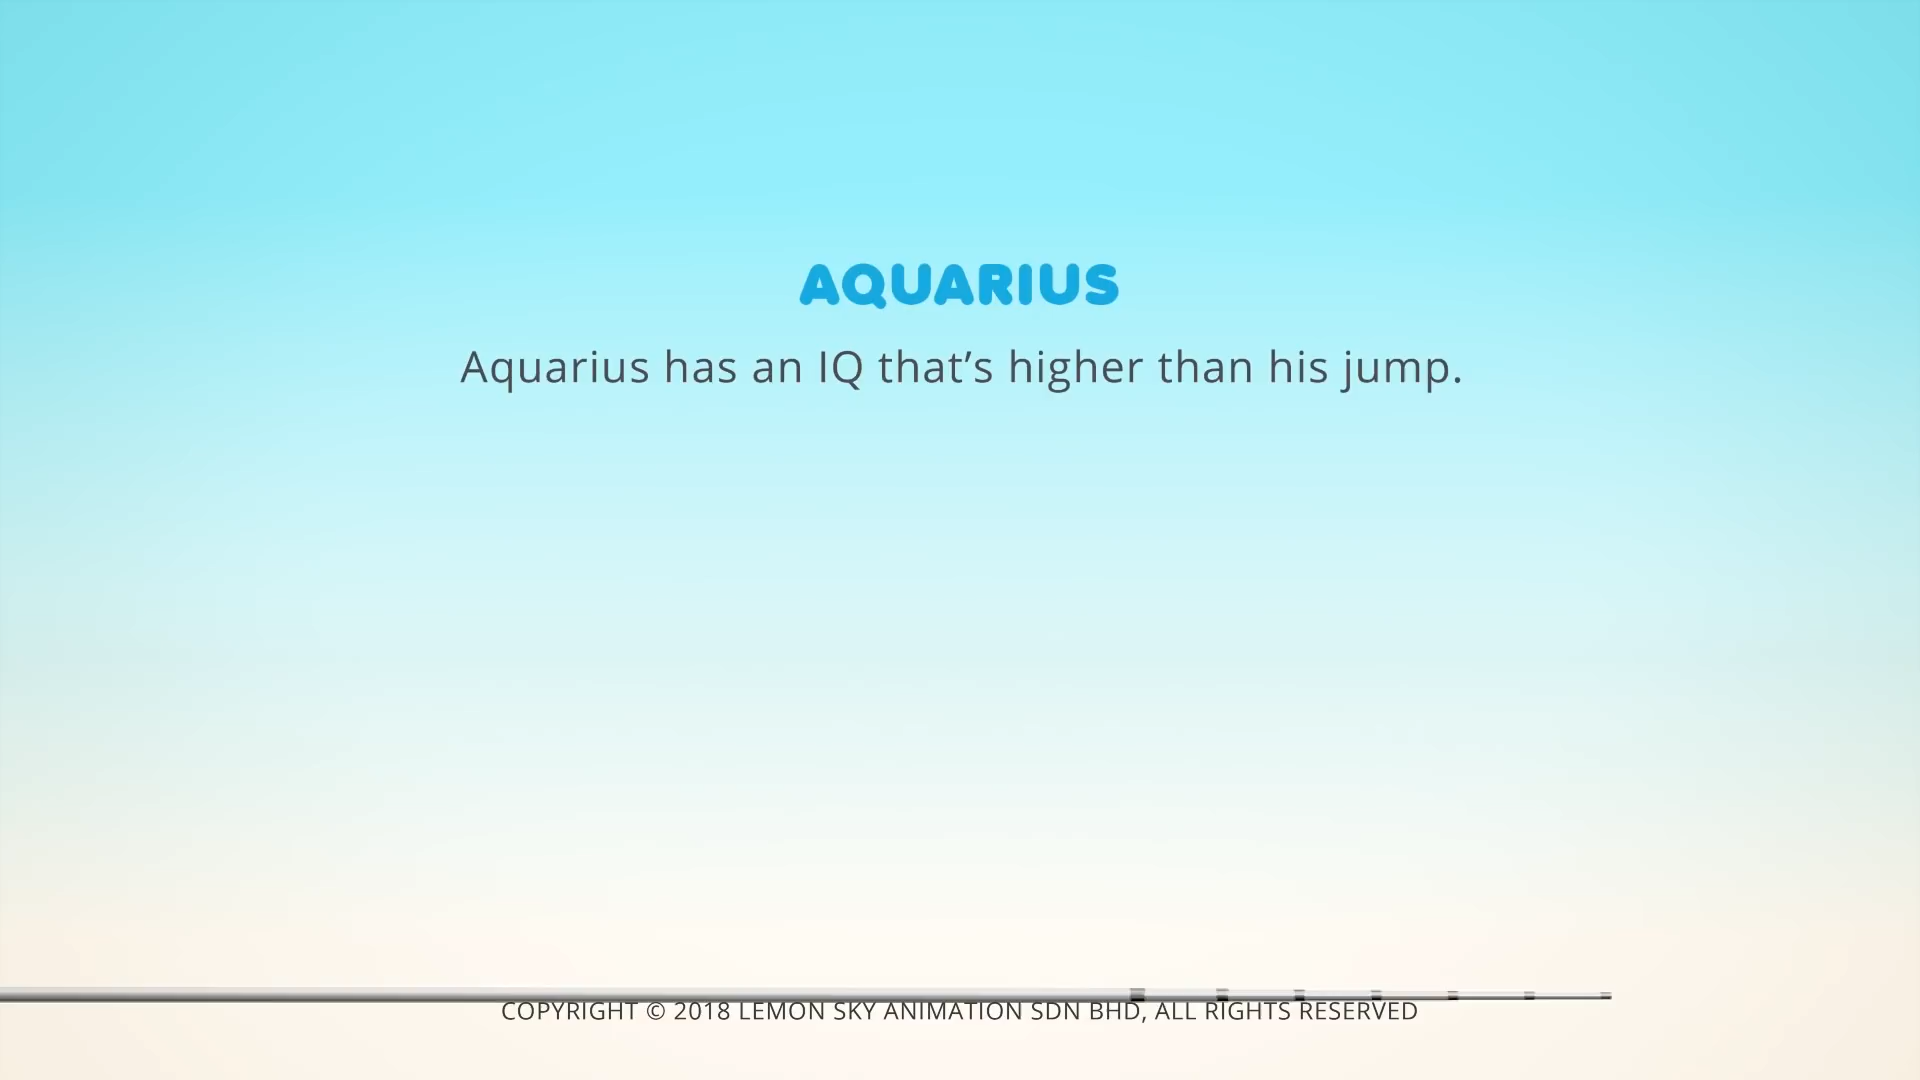 AQUARIUS
Aquarius has an IQ that’s higher than his jump.
COPYRIGHT © 2018 LEMON SKY ANIMATION SDN BHD, ALL RIGHTS RESERVED